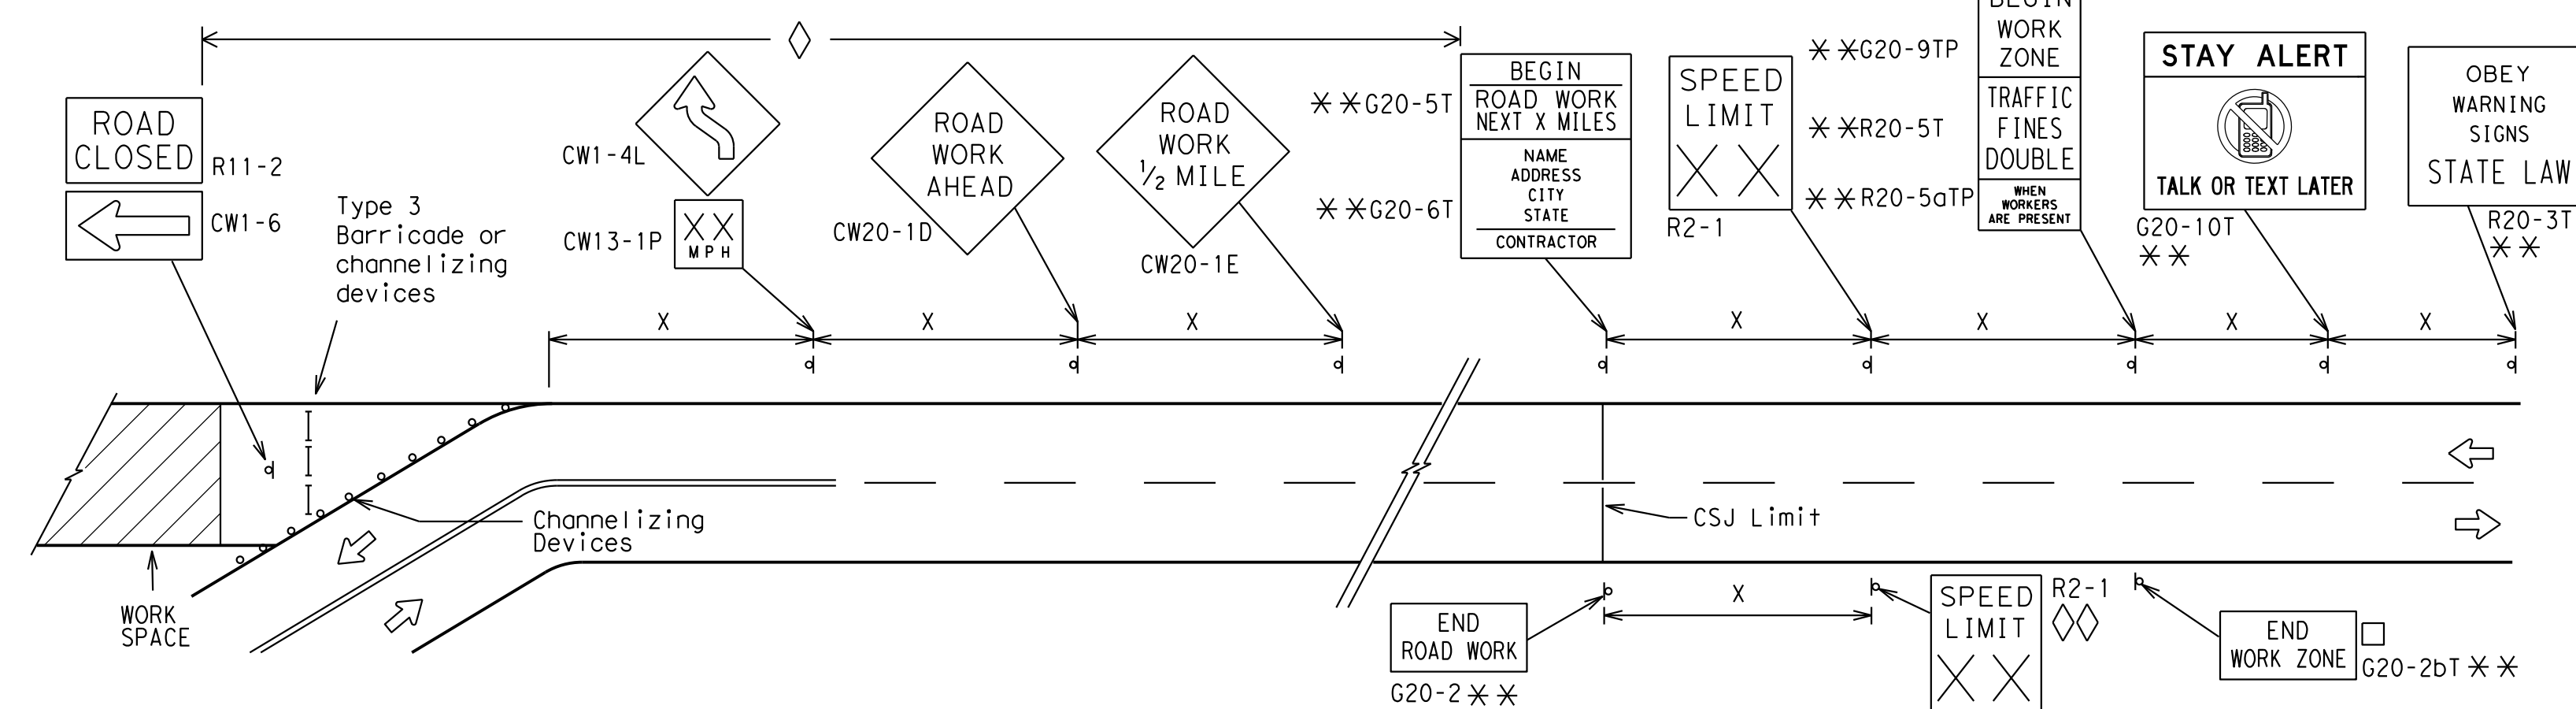 ROAD
CLOSED
R11-2
CW1-6
Type 3
Barricade or
channelizing
devices
CW1-4L
CW13-1P
X X
MPH
ROAD
WORK
AHEAD
CW20-1D
ROAD
WORK
1/2 MILE
CW20-1E
* *G20-5T
* *G20-6T
BEGIN
ROAD WORK
NEXT X MILES
NAME
ADDRESS
CITY
STATE
CONTRACTOR
SPEED
LIMIT
X X
R2-1
* *G20-9TP
* *R20-5T
* *R20-5aTP
BEGIN
WORK
ZONE
TRAFFIC
FINES
DOUBLE
WHEN
WORKERS
ARE PRESENT
STAY ALERT
TALK OR TEXT LATER
G20-10T
* *
OBEY
WARNING
SIGNS
STATE LAW
R20-3T
* *
X
X
X
X
X
X
X
Channelizing
Devices
WORK
SPACE
CSJ Limit
END
ROAD WORK
G20-2 * *
X
SPEED
LIMIT
X X
R2-1
END
WORK ZONE
G20-2bT * *